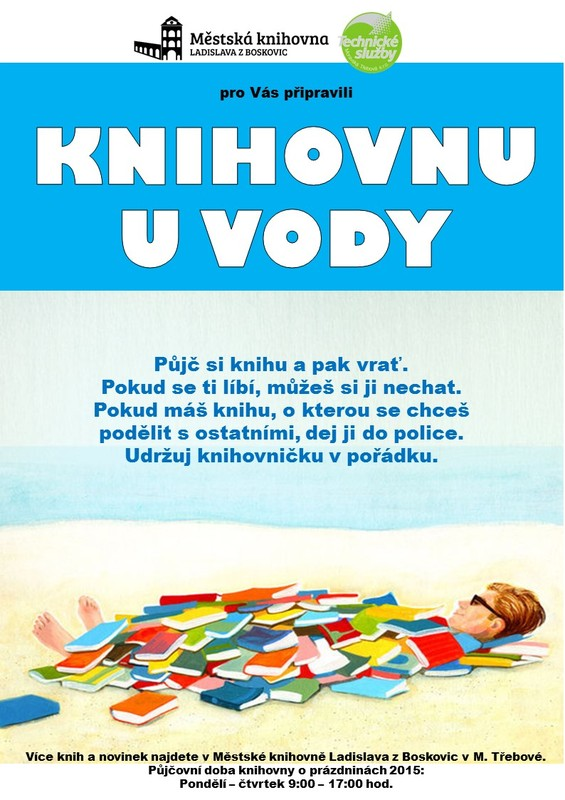 Městská knihovna
LADISLAVA Z BOSKOVIC
Technické
služby
pro Vás připravili
KNIHOVNU
U VODY
Půjč si knihu a pak vrať.
Pokud se ti líbí, můžeš si ji nechat.
Pokud máš knihu, o kterou se chceš
podělit s ostatními, dej ji do police.
Udržuj knihovničku v pořádku.
Více knih a novinek najdete v Městské knihovně Ladislava z Boskovic v M. Třebové.
Půjčovní doba knihovny o prázdninách 2015:
Pondělí – čtvrtek 9:00 – 17:00 hod.